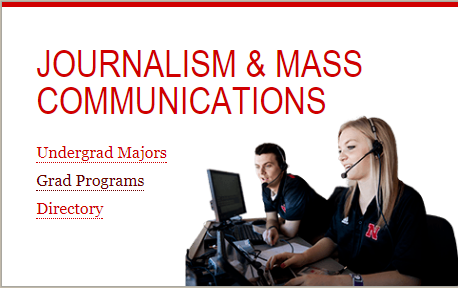 JOURNALISM & MASS
COMMUNICATIONS
Undergrad Majors
Grad Programs
Directory
N
N